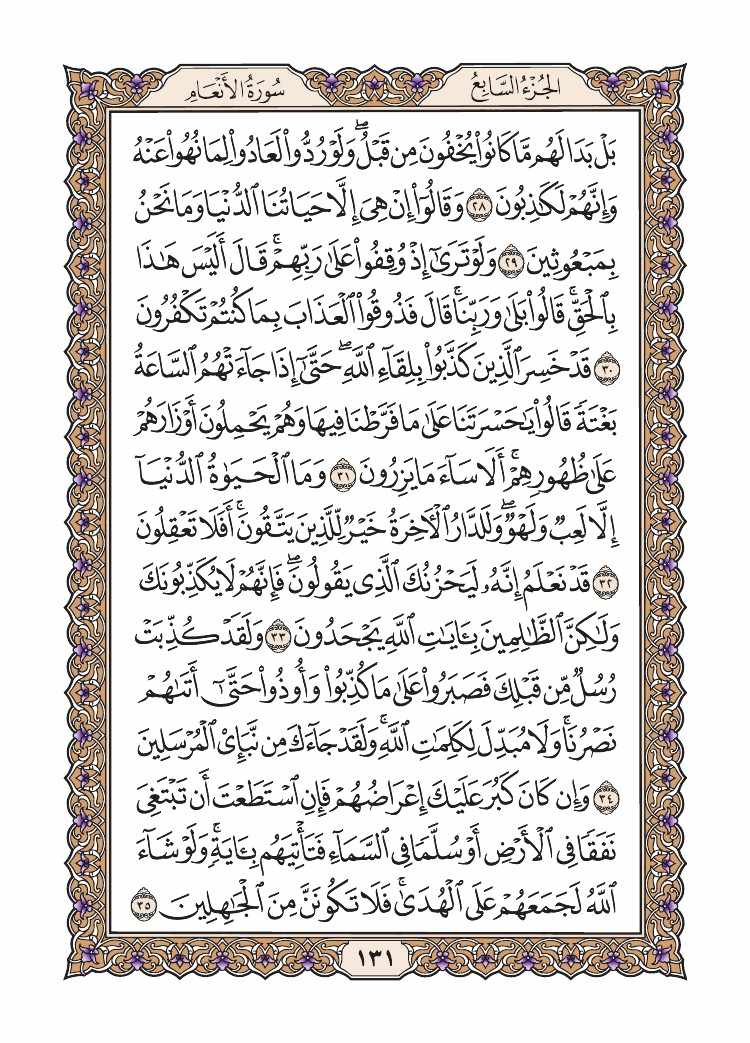 الجُزْءُ السَّابِعُ
سُورَةُ الأَنْعَامِ
بَلْ بَدَا لَهُم مَّا كَانُوا۟ يُخْفُونَ مِن قَبْلُ ۖ وَلَوْ رُدُّوا۟ لَعَادُوا۟ لِمَا نُهُوا۟ عَنْهُ
وَإِنَّهُمْ لَكَٰذِبُونَ ٢٨ وَقَالُوٓا۟ إِنْ هِىَ إِلَّا حَيَاتُنَا ٱلدُّنْيَا وَمَا نَحْنُ
بِمَبْعُوثِينَ ٢٩ وَلَوْ تَرَىٰٓ إِذْ وُقِفُوا۟ عَلَىٰ رَبِّهِمْ ۚ قَالَ أَلَيْسَ هَٰذَا
بِٱلْحَقِّ ۚ قَالُوا۟ بَلَىٰ وَرَبِّنَا ۚ قَالَ فَذُوقُوا۟ ٱلْعَذَابَ بِمَا كُنتُمْ تَكْفُرُونَ
٣٠ قَدْ خَسِرَ ٱلَّذِينَ كَذَّبُوا۟ بِلِقَآءِ ٱللَّهِ ۖ حَتَّىٰٓ إِذَا جَآءَتْهُمُ ٱلسَّاعَةُ
بَغْتَةً قَالُوا۟ يَٰحَسْرَتَنَا عَلَىٰ مَا فَرَّطْنَا فِيهَا وَهُمْ يَحْمِلُونَ أَوْزَارَهُمْ
عَلَىٰ ظُهُورِهِمْ ۚ أَلَا سَآءَ مَا يَزِرُونَ ٣١ وَمَا ٱلْحَيَوٰةُ ٱلدُّنْيَآ
إِلَّا لَعِبٌ وَلَهْوٌ ۖ وَلَلدَّارُ ٱلْءَاخِرَةُ خَيْرٌ لِّلَّذِينَ يَتَّقُونَ ۗ أَفَلَا تَعْقِلُونَ
٣٢ قَدْ نَعْلَمُ إِنَّهُۥ لَيَحْزُنُكَ ٱلَّذِى يَقُولُونَ ۖ فَإِنَّهُمْ لَا يُكَذِّبُونَكَ
وَلَٰكِنَّ ٱلظَّٰلِمِينَ بِـَٔايَٰتِ ٱللَّهِ يَجْحَدُونَ ٣٣ وَلَقَدْ كُذِّبَتْ
رُسُلٌ مِّن قَبْلِكَ فَصَبَرُوا۟ عَلَىٰ مَا كُذِّبُوا۟ وَأُوذُوا۟ حَتَّىٰٓ أَتَىٰهُمْ
نَصْرُنَا ۚ وَلَا مُبَدِّلَ لِكَلِمَٰتِ ٱللَّهِ ۚ وَلَقَدْ جَآءَكَ مِن نَّبَإِى۟ ٱلْمُرْسَلِينَ
٣٤ وَإِن كَانَ كَبُرَ عَلَيْكَ إِعْرَاضُهُمْ فَإِنِ ٱسْتَطَعْتَ أَن تَبْتَغِىَ
نَفَقًا فِى ٱلْأَرْضِ أَوْ سُلَّمًا فِى ٱلسَّمَآءِ فَتَأْتِيَهُم بِـَٔايَةٍ ۚ وَلَوْ شَآءَ
ٱللَّهُ لَجَمَعَهُمْ عَلَى ٱلْهُدَىٰ ۚ فَلَا تَكُونَنَّ مِنَ ٱلْجَٰهِلِينَ ٣٥
١٣١